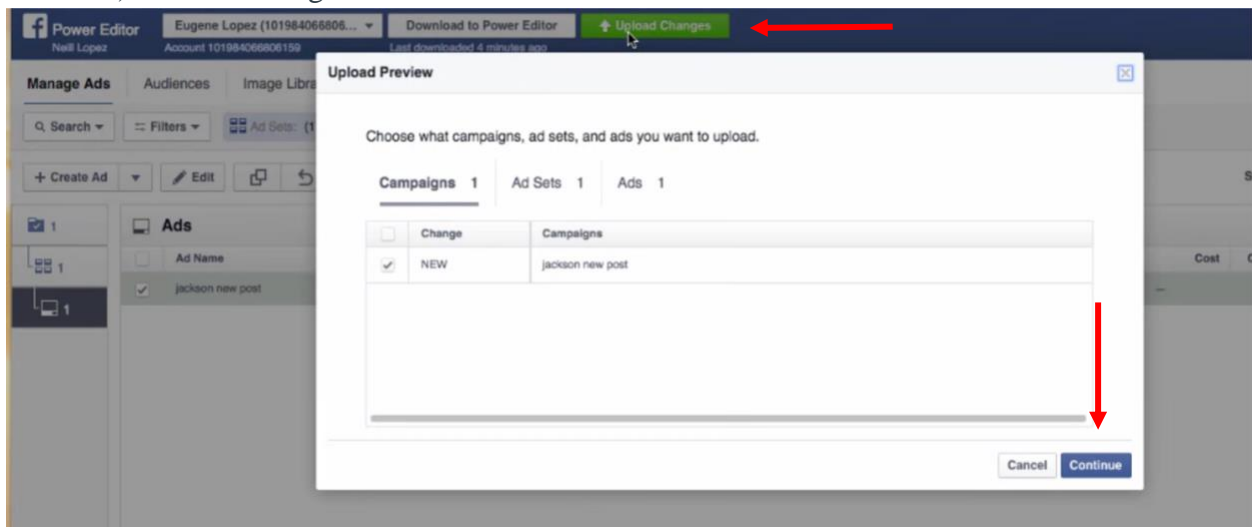 Power Editor
Neill Lopez
Eugene Lopez (101984066806...
Account 101984066806159
Download to Power Editor
Last downloaded 4 minutes ago
Upload Changes
Manage Ads
Audiences
Image Libra
Search
Filters
Ad Sets: (1
+ Create Ad
Edit
1
1
1
Ads
Ad Name
jackson new post
Upload Preview
Choose what campaigns, ad sets, and ads you want to upload.
Campaigns 1 Ad Sets 1 Ads 1
Change Campaigns
NEW jackson new post
Cancel Continue
S
Cost